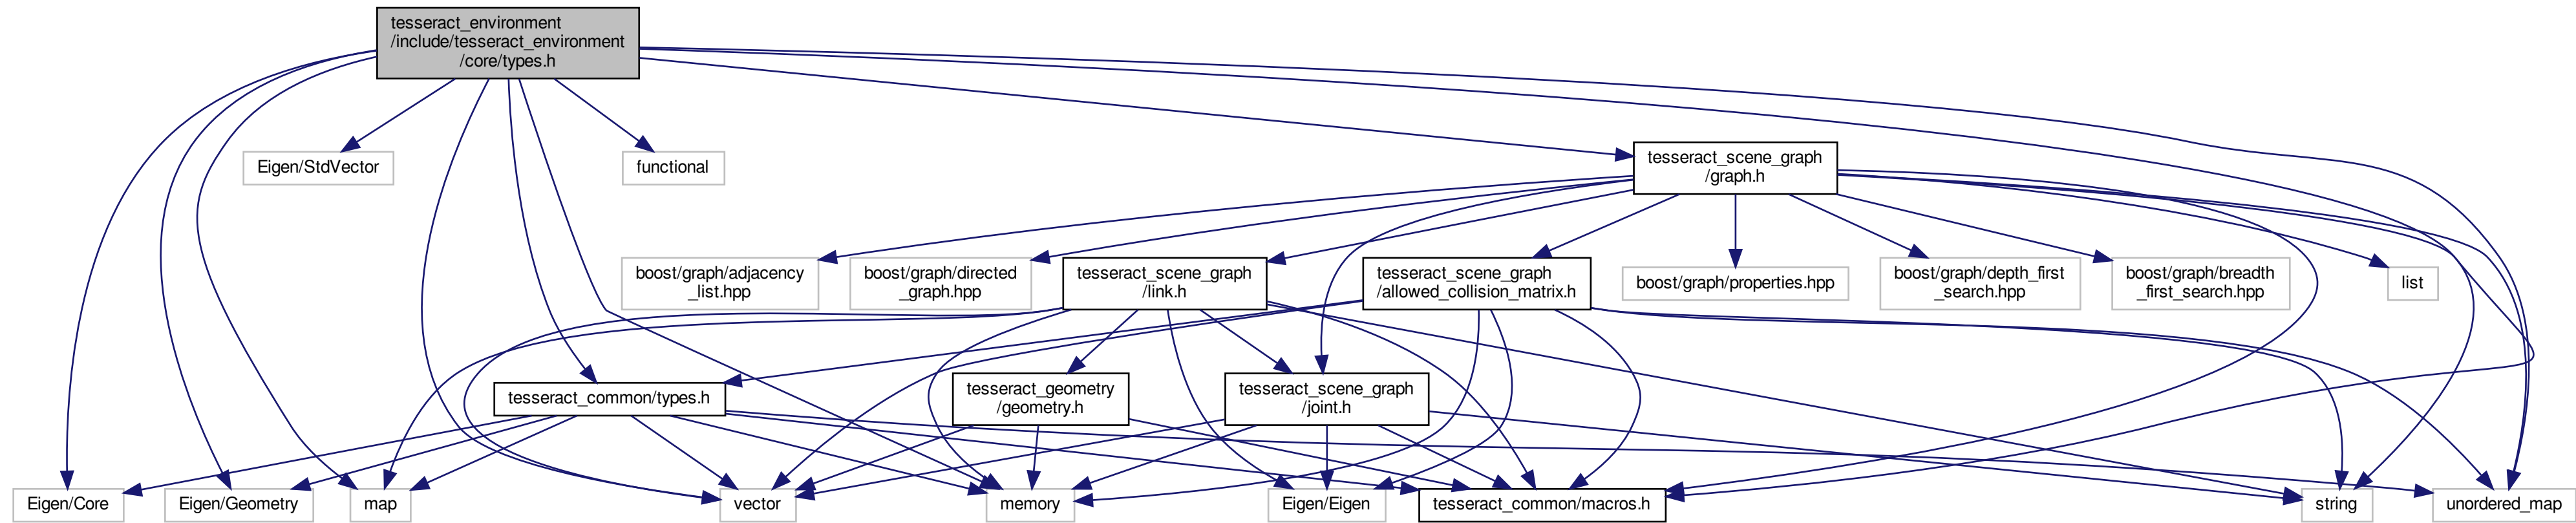 tesseract_environment
/include/tesseract_environment
/core/types.h
Eigen/StdVector
functional
tesseract_scene_graph
/graph.h
boost/graph/adjacency
_list.hpp
boost/graph/directed
_graph.hpp
tesseract_scene_graph
/link.h
tesseract_scene_graph
/allowed_collision_matrix.h
boost/graph/properties.hpp
boost/graph/depth_first
_search.hpp
boost/graph/breadth
_first_search.hpp
list
tesseract_common/types.h
tesseract_geometry
/geometry.h
tesseract_scene_graph
/joint.h
Eigen/Core
Eigen/Geometry
map
vector
memory
Eigen/Eigen
tesseract_common/macros.h
string
unordered_map